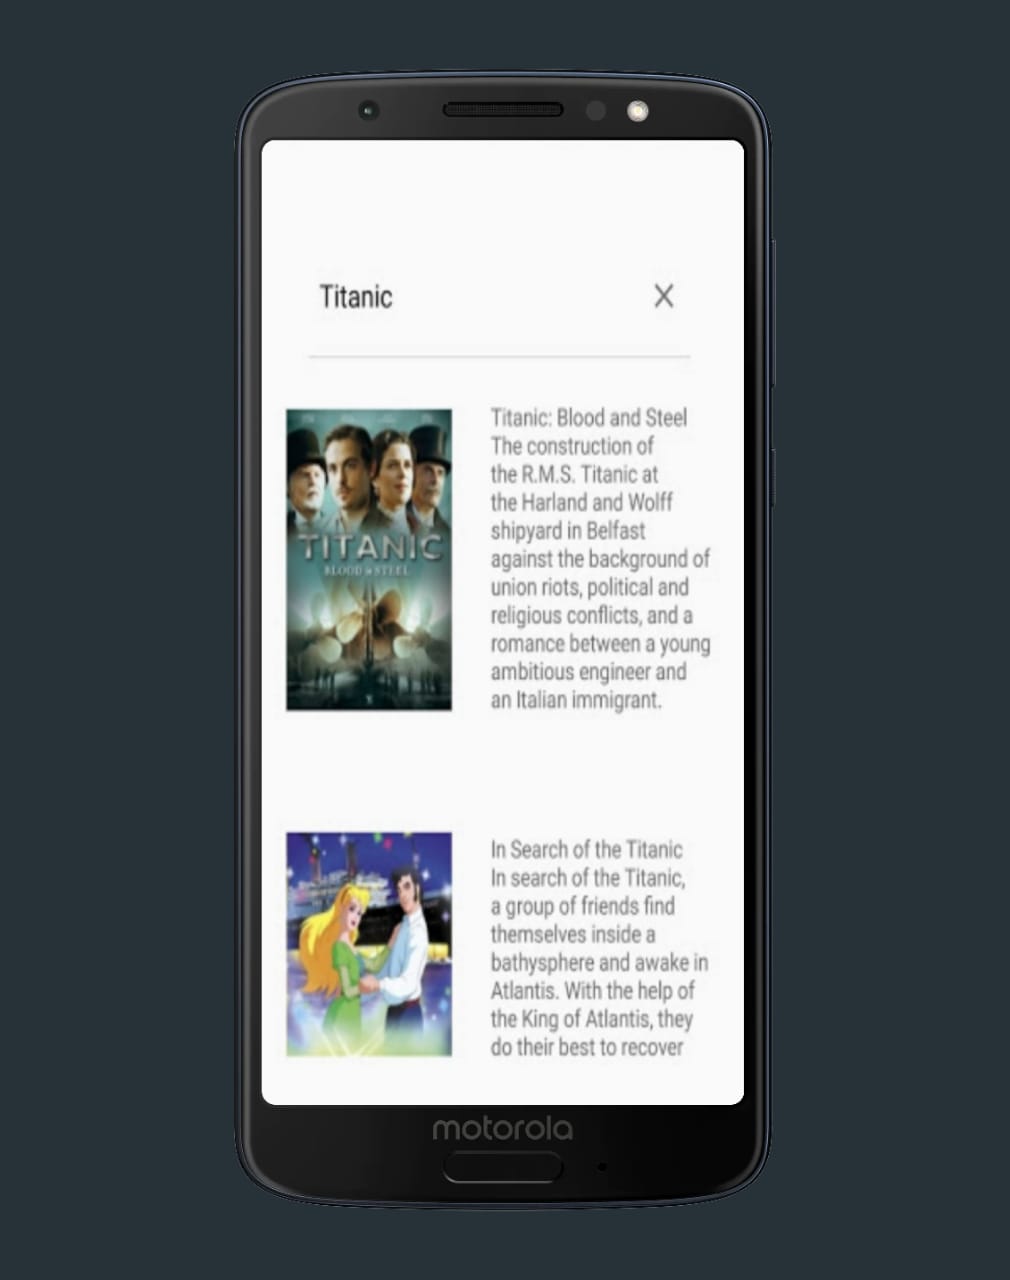 Titanic
Titanic: Blood and Steel
The construction of
the R.M.S. Titanic at
the Harland and Wolff
shipyard in Belfast
against the background of
union riots, political and
religious conflicts, and a
romance between a young
ambitious engineer and
an Italian immigrant.
TITANIC
BLOOD & STEEL
In Search of the Titanic
In search of the Titanic,
a group of friends find
themselves inside a
bathysphere and awake in
Atlantis. With the help of
the King of Atlantis, they
do their best to recover
motorola